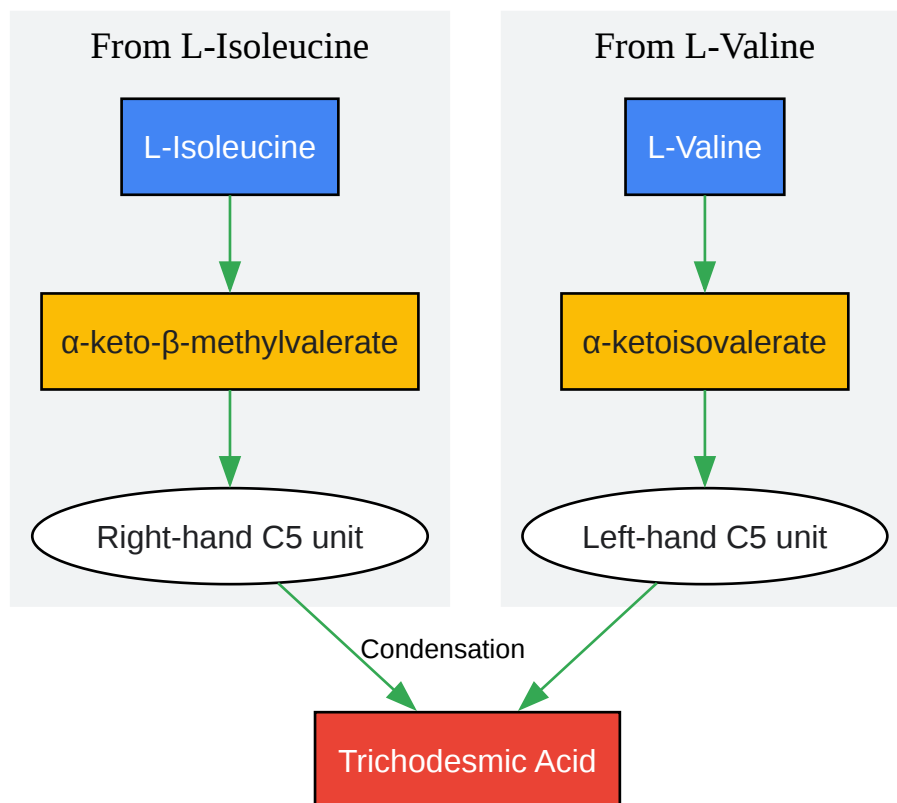 From L-Isoleucine
From L-Valine
L-Isoleucine
L-Valine
α-keto-β-methylvalerate
α-ketoisovalerate
Right-hand C5 unit
Left-hand C5 unit
Condensation
Trichodesmic Acid